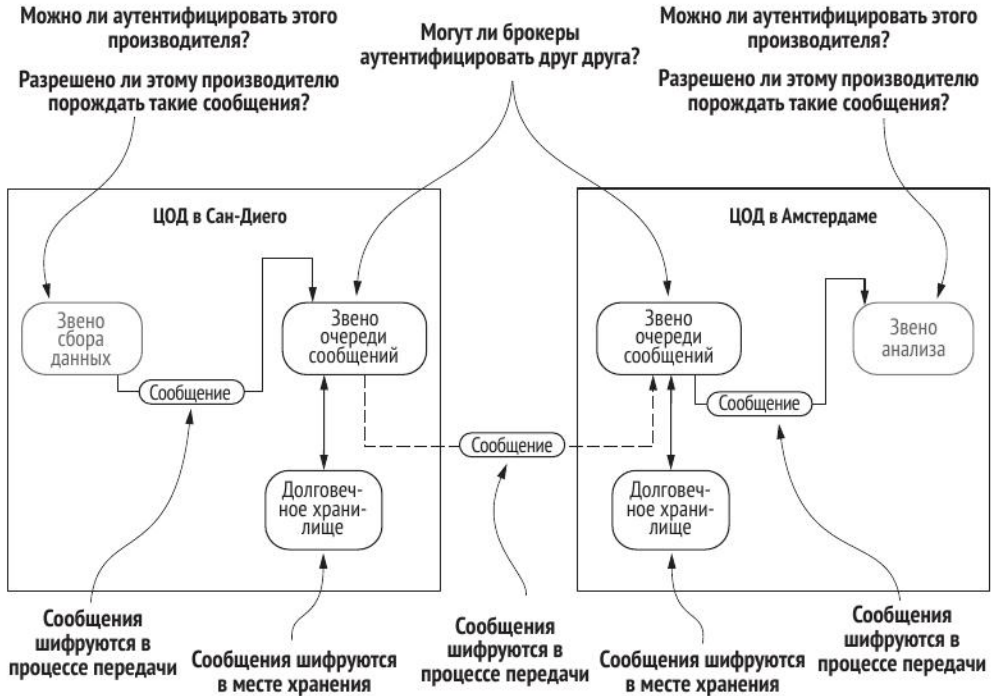 Можно ли аутентифицировать этого
производителя?
Разрешено ли этому производителю
порождать такие сообщения?
Могут ли брокеры
аутентифицировать друг друга?
Можно ли аутентифицировать этого
производителя?
Разрешено ли этому производителю
порождать такие сообщения?
ЦОД в Сан-Диего
Звено
сбора
данных
Сообщение
Звено
очереди
сообщений
Долговеч-
ное храни-
лище
Сообщение
ЦОД в Амстердаме
Звено
очереди
сообщений
Долговеч-
ное храни-
лище
Сообщение
Звено
анализа
Сообщения
шифруются в
процессе передачи
Сообщения шифруются
в месте хранения
Сообщения
шифруются в
процессе передачи
Сообщения шифруются
в месте хранения
Сообщения
шифруются в
процессе передачи